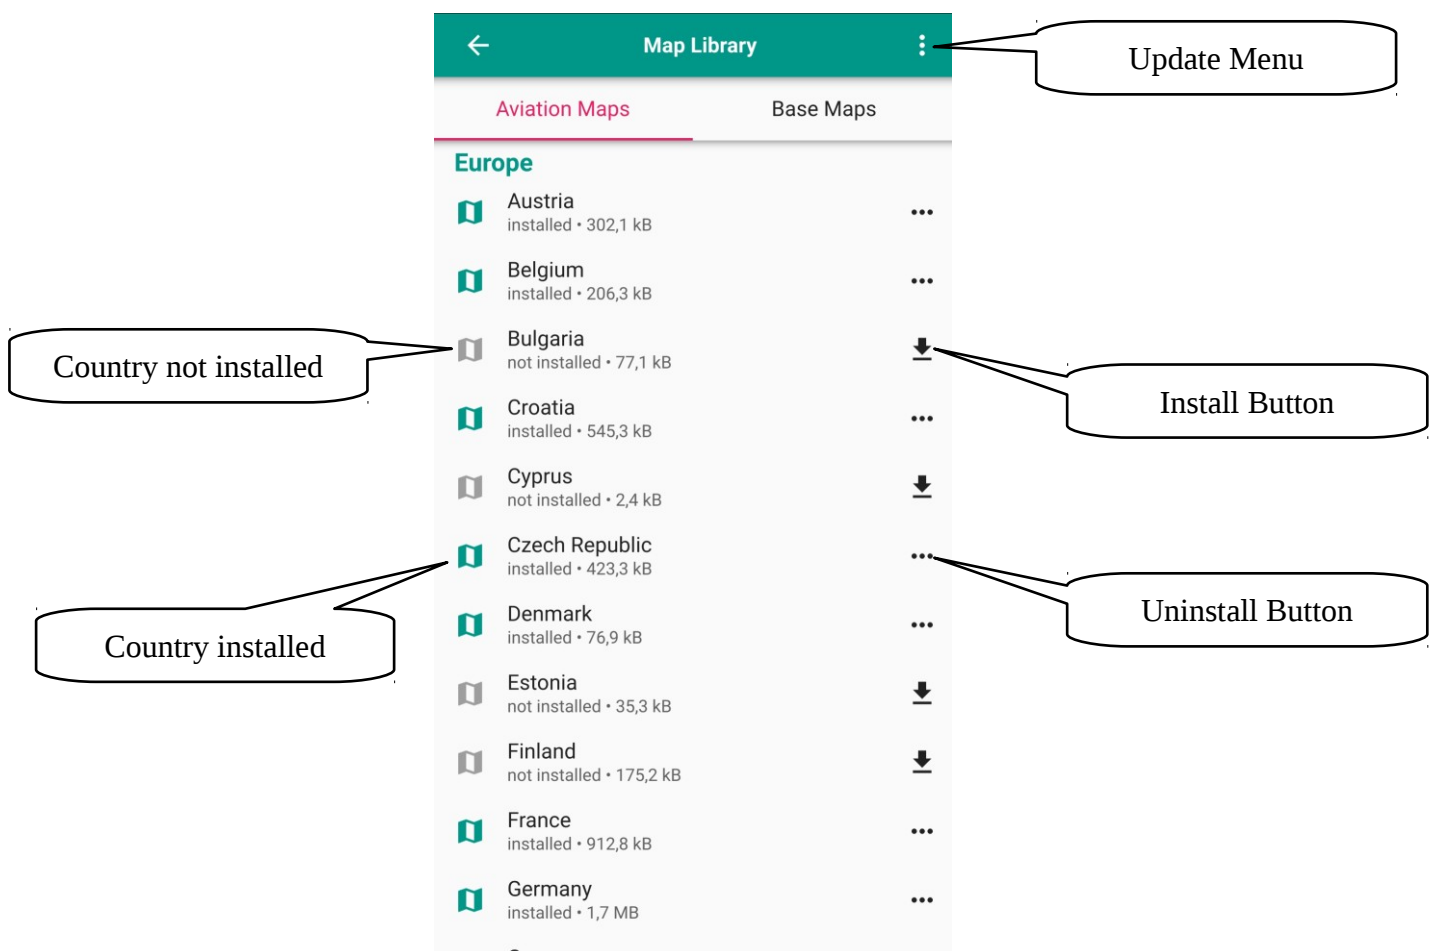 Map Library
Update Menu
Aviation Maps
Base Maps
Europe
Austria
installed • 302,1 kB
Belgium
installed • 206,3 kB
Country not installed
Bulgaria
not installed • 77,1 kB
Install Button
Croatia
installed • 545,3 kB
Cyprus
not installed • 2,4 kB
Czech Republic
installed • 423,3 kB
Uninstall Button
Country installed
Denmark
installed • 76,9 kB
Estonia
not installed • 35,3 kB
Finland
not installed • 175,2 kB
France
installed • 912,8 kB
Germany
installed • 1,7 MB